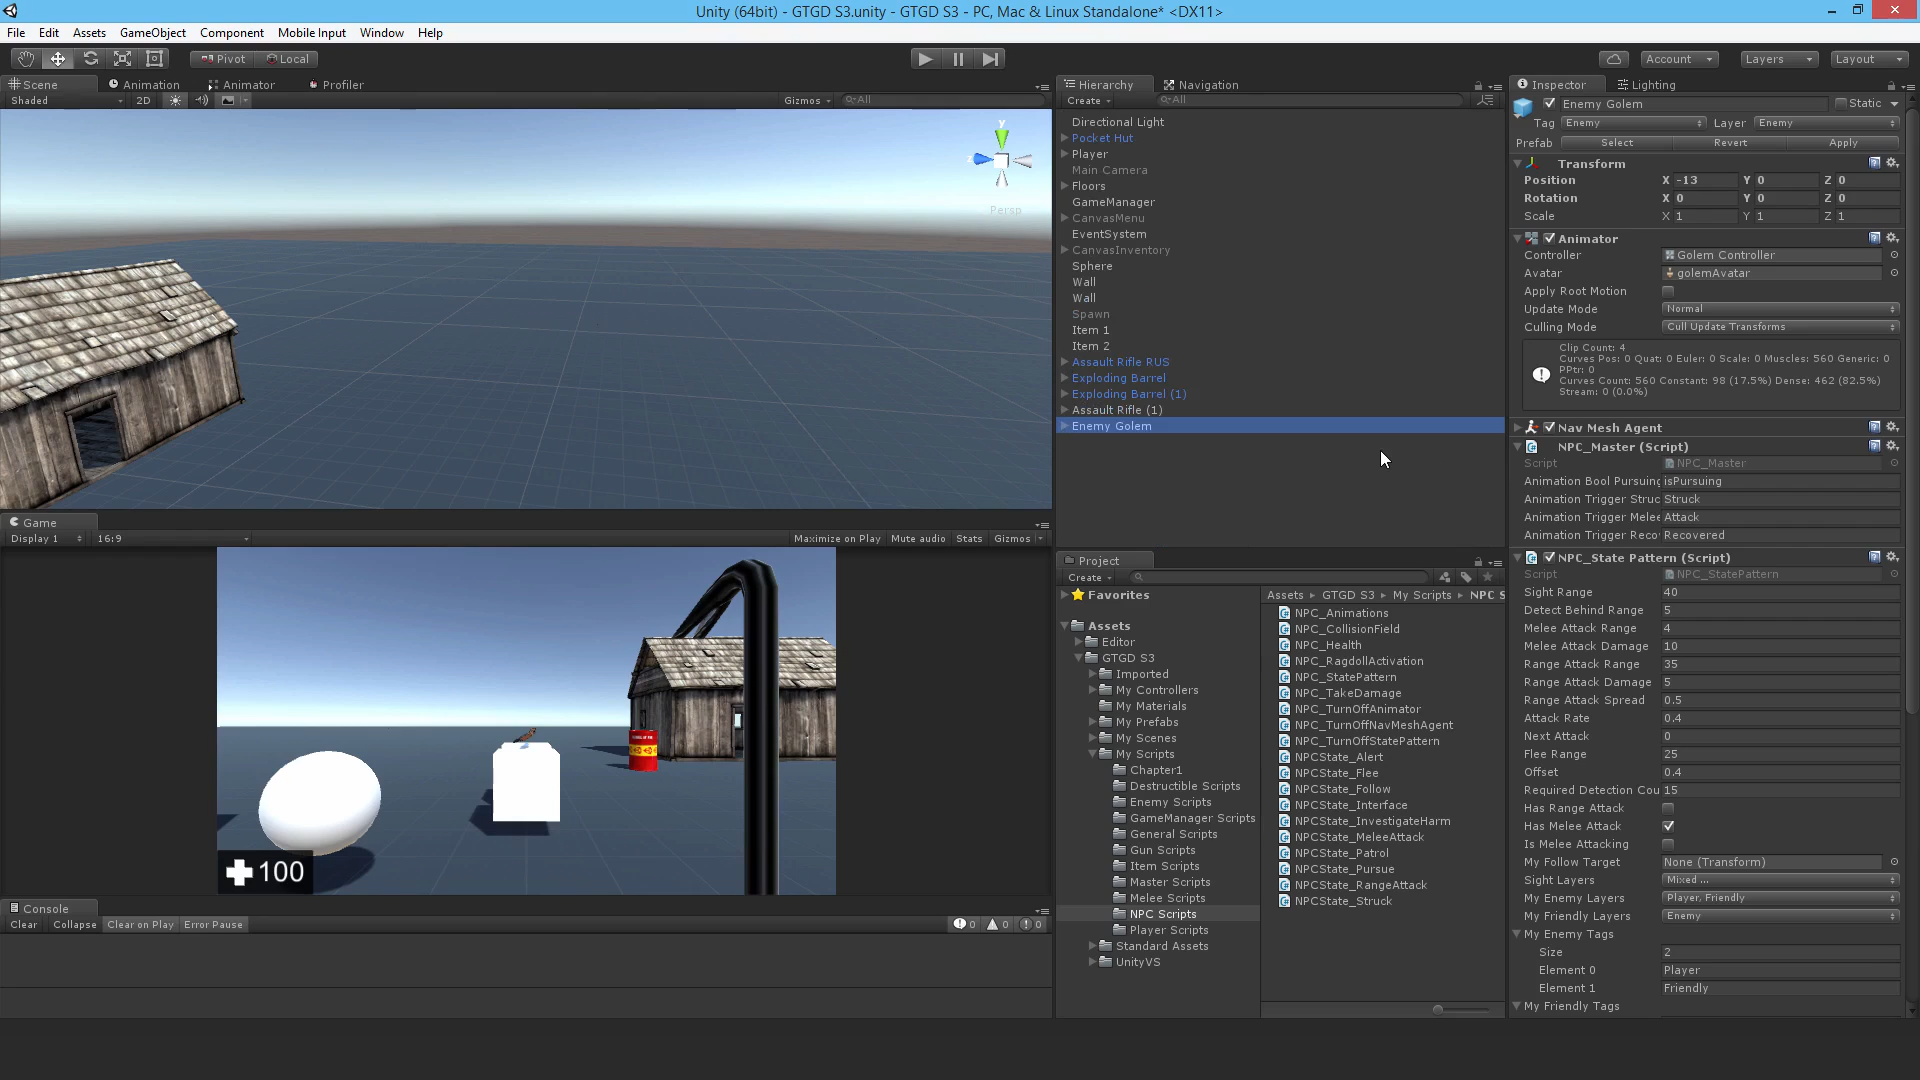 Unity (64bit) - GTGD S3.unity - GTGD S3 - PC, Mac & Linux Standalone* <DX11>
File Edit Assets GameObject Component Mobile Input Window Help
Pivot Local Account Layers Layout
Scene Animation Animator Profiler
Shaded 2D Gizmos All
y
Persp
Game
Display 1 16:9 Maximize on Play Mute audio Stats Gizmos
100
Console
Clear Collapse Clear on Play Error Pause 0 0 0
Hierarchy Navigation
Create All
Directional Light
Pocket Hut
Player
Main Camera
Floors
GameManager
CanvasMenu
EventSystem
CanvasInventory
Sphere
Wall
Wall
Spawn
Item 1
Item 2
Assault Rifle RUS
Exploding Barrel
Exploding Barrel (1)
Assault Rifle (1)
Enemy Golem
Project
Create
Favorites
Assets
Editor
GTGD S3
Imported
My Controllers
My Materials
My Prefabs
My Scenes
My Scripts
Chapter1
Destructible Scripts
Enemy Scripts
GameManager Scripts
General Scripts
Gun Scripts
Item Scripts
Master Scripts
Melee Scripts
NPC Scripts
Player Scripts
Standard Assets
UnityVS
Assets GTGD S3 My Scripts NPC S
NPC_Animations
NPC_CollisionField
NPC_Health
NPC_RagdollActivation
NPC_StatePattern
NPC_TakeDamage
NPC_TurnOffAnimator
NPC_TurnOffNavMeshAgent
NPC_TurnOffStatePattern
NPCState_Alert
NPCState_Flee
NPCState_Follow
NPCState_Interface
NPCState_InvestigateHarm
NPCState_MeleeAttack
NPCState_Patrol
NPCState_Pursue
NPCState_RangeAttack
NPCState_Struck
Inspector Lighting
Enemy Golem Static
Tag Enemy Layer Enemy
Prefab Select Revert Apply
Transform
Position X -13 Y 0 Z 0
Rotation X 0 Y 0 Z 0
Scale X 1 Y 1 Z 1
Animator
Controller Golem Controller
Avatar golemAvatar
Apply Root Motion
Update Mode Normal
Culling Mode Cull Update Transforms
Clip Count: 4
Curves Pos: 0 Quat: 0 Euler: 0 Scale: 0 Muscles: 560 Generic: 0
PPtr: 0
Curves Count: 560 Constant: 98 (17.5%) Dense: 462 (82.5%)
Stream: 0 (0.0%)
Nav Mesh Agent
NPC_Master (Script)
Script NPC_Master
Animation Bool Pursuing isPursuing
Animation Trigger Struc Struck
Animation Trigger Melee Attack
Animation Trigger Reco Recovered
NPC_State Pattern (Script)
Script NPC_StatePattern
Sight Range 40
Detect Behind Range 5
Melee Attack Range 4
Melee Attack Damage 10
Range Attack Range 35
Range Attack Damage 5
Range Attack Spread 0.5
Attack Rate 0.4
Next Attack 0
Flee Range 25
Offset 0.4
Required Detection Cou 15
Has Range Attack
Has Melee Attack
Is Melee Attacking
My Follow Target None (Transform)
Sight Layers Mixed ...
My Enemy Layers Player, Friendly
My Friendly Layers Enemy
My Enemy Tags
Size 2
Element 0 Player
Element 1 Friendly
My Friendly Tags